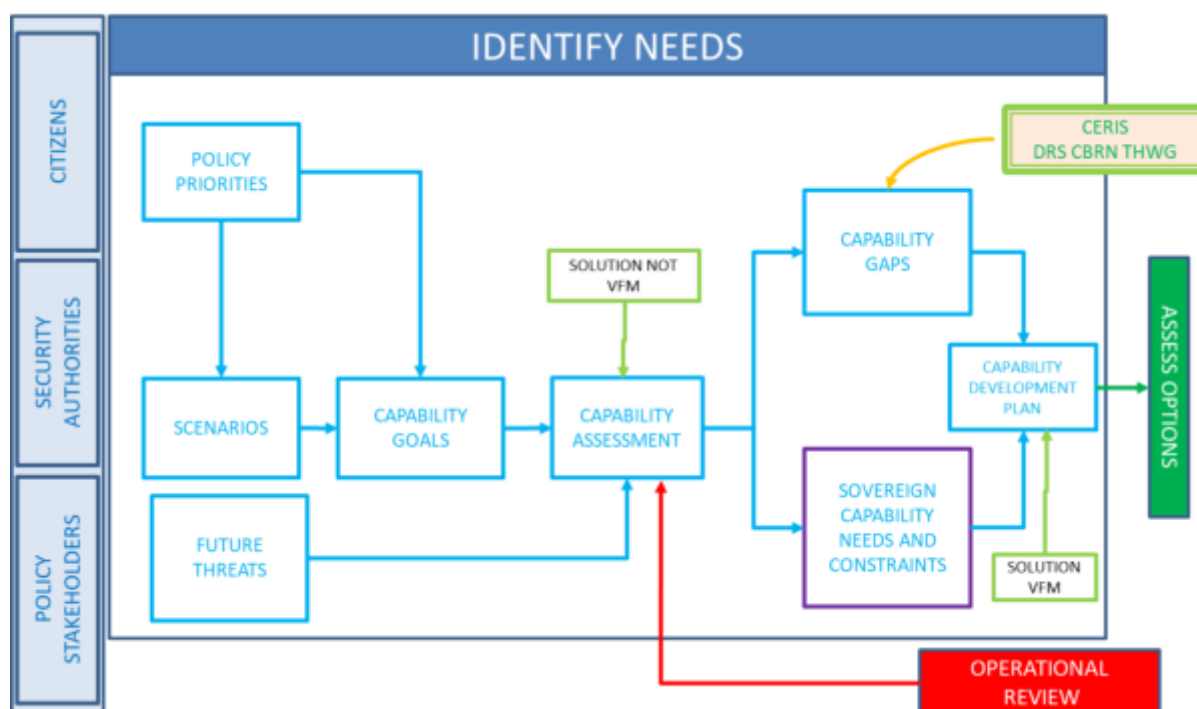 IDENTIFY NEEDS
CITIZENS
SECURITY
AUTHORITIES
POLICY
STAKEHOLDERS
POLICY
PRIORITIES
CERIS
DRS CBRN THWG
CAPABILITY
GAPS
SOLUTION NOT
VFM
SCENARIOS
CAPABILITY
GOALS
CAPABILITY
ASSESSMENT
CAPABILITY
DEVELOPMENT
PLAN
ASSESS OPTIONS
FUTURE
THREATS
SOVEREIGN
CAPABILITY
NEEDS AND
CONSTRAINTS
SOLUTION
VFM
OPERATIONAL
REVIEW